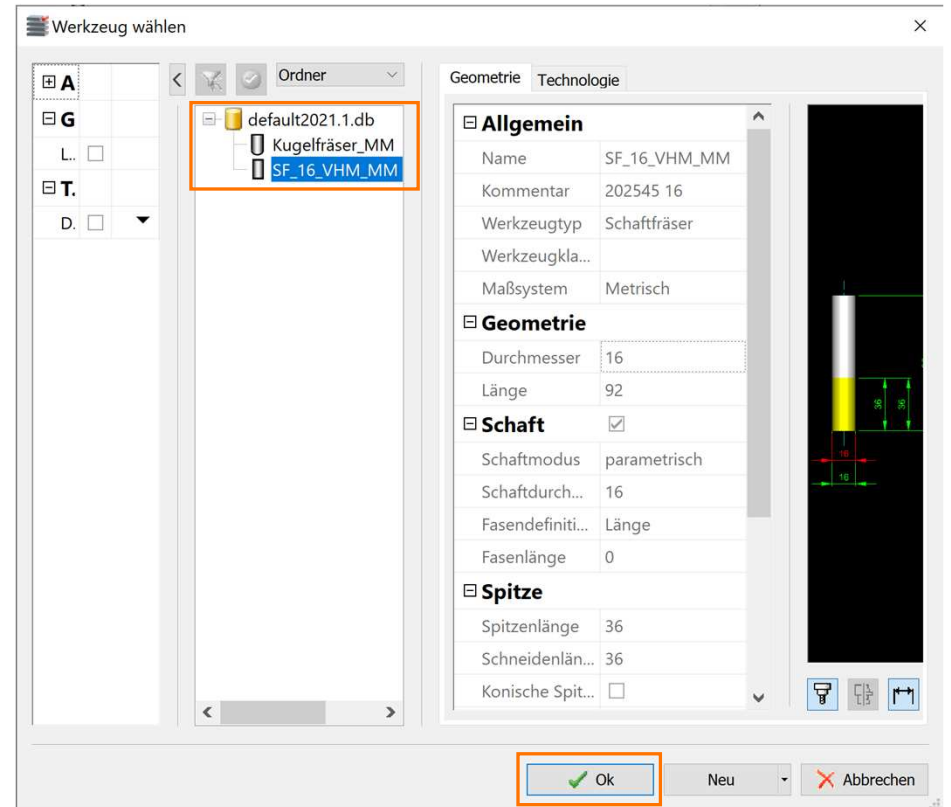 Werkzeug wählen
A
G
L..
T.
D.
Ordner
default2021.1.db
Kugelfräser_MM
SF_16_VHM_MM
Geometrie Technologie
Allgemein
Name SF_16_VHM_MM
Kommentar 202545 16
Werkzeugtyp Schaftfräser
Werkzeugkla...
Maßsystem Metrisch
Geometrie
Durchmesser 16
Länge 92
Schaft
Schaftmodus parametrisch
Schaftdurch... 16
Fasendefiniti... Länge
Fasenlänge 0
Spitze
Spitzenlänge 36
Schneidenlän... 36
Konische Spit...
36 36
16
16
Ok Neu Abbrechen